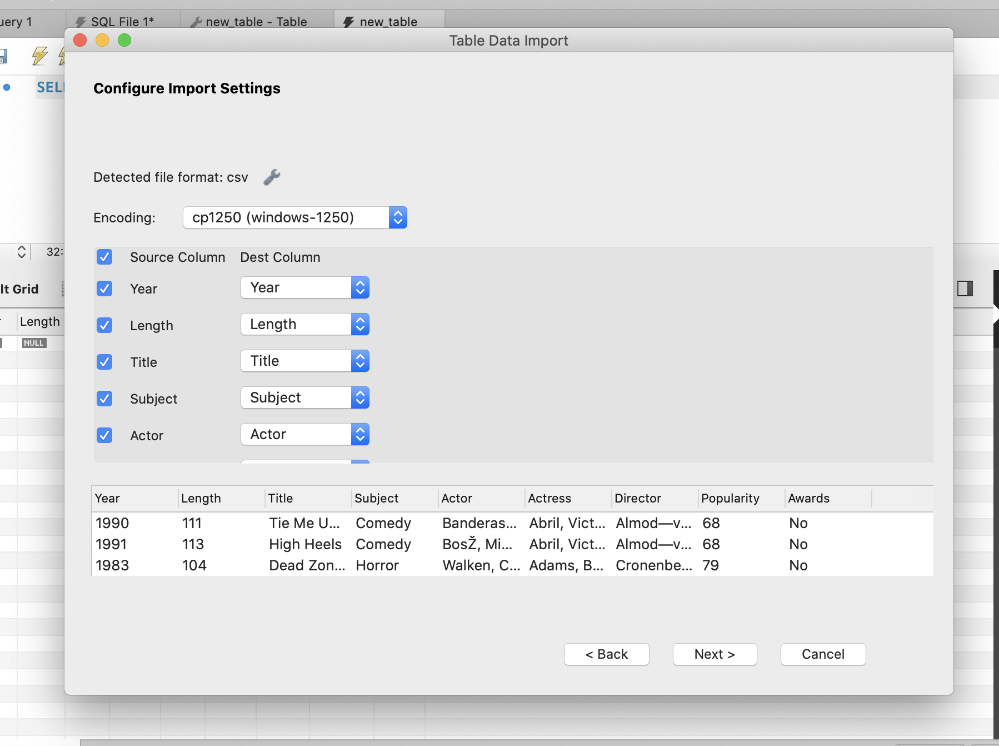 uery 1 SQL File 1* new_table - Table new_table
Table Data Import
SELE
Configure Import Settings
Detected file format: csv
Encoding: cp1250 (windows-1250)
32:
Source Column Dest Column
lt Grid
Year Year
Length
Length Length
NULL
Title Title
Subject Subject
Actor Actor
Year Length Title Subject Actor Actress Director Popularity Awards
1990 111 Tie Me U... Comedy Banderas... Abril, Vict... Almod—v... 68 No
1991 113 High Heels Comedy BosŽ, Mi... Abril, Vict... Almod—v... 68 No
1983 104 Dead Zon... Horror Walken, C... Adams, B... Cronenbe... 79 No
< Back Next > Cancel